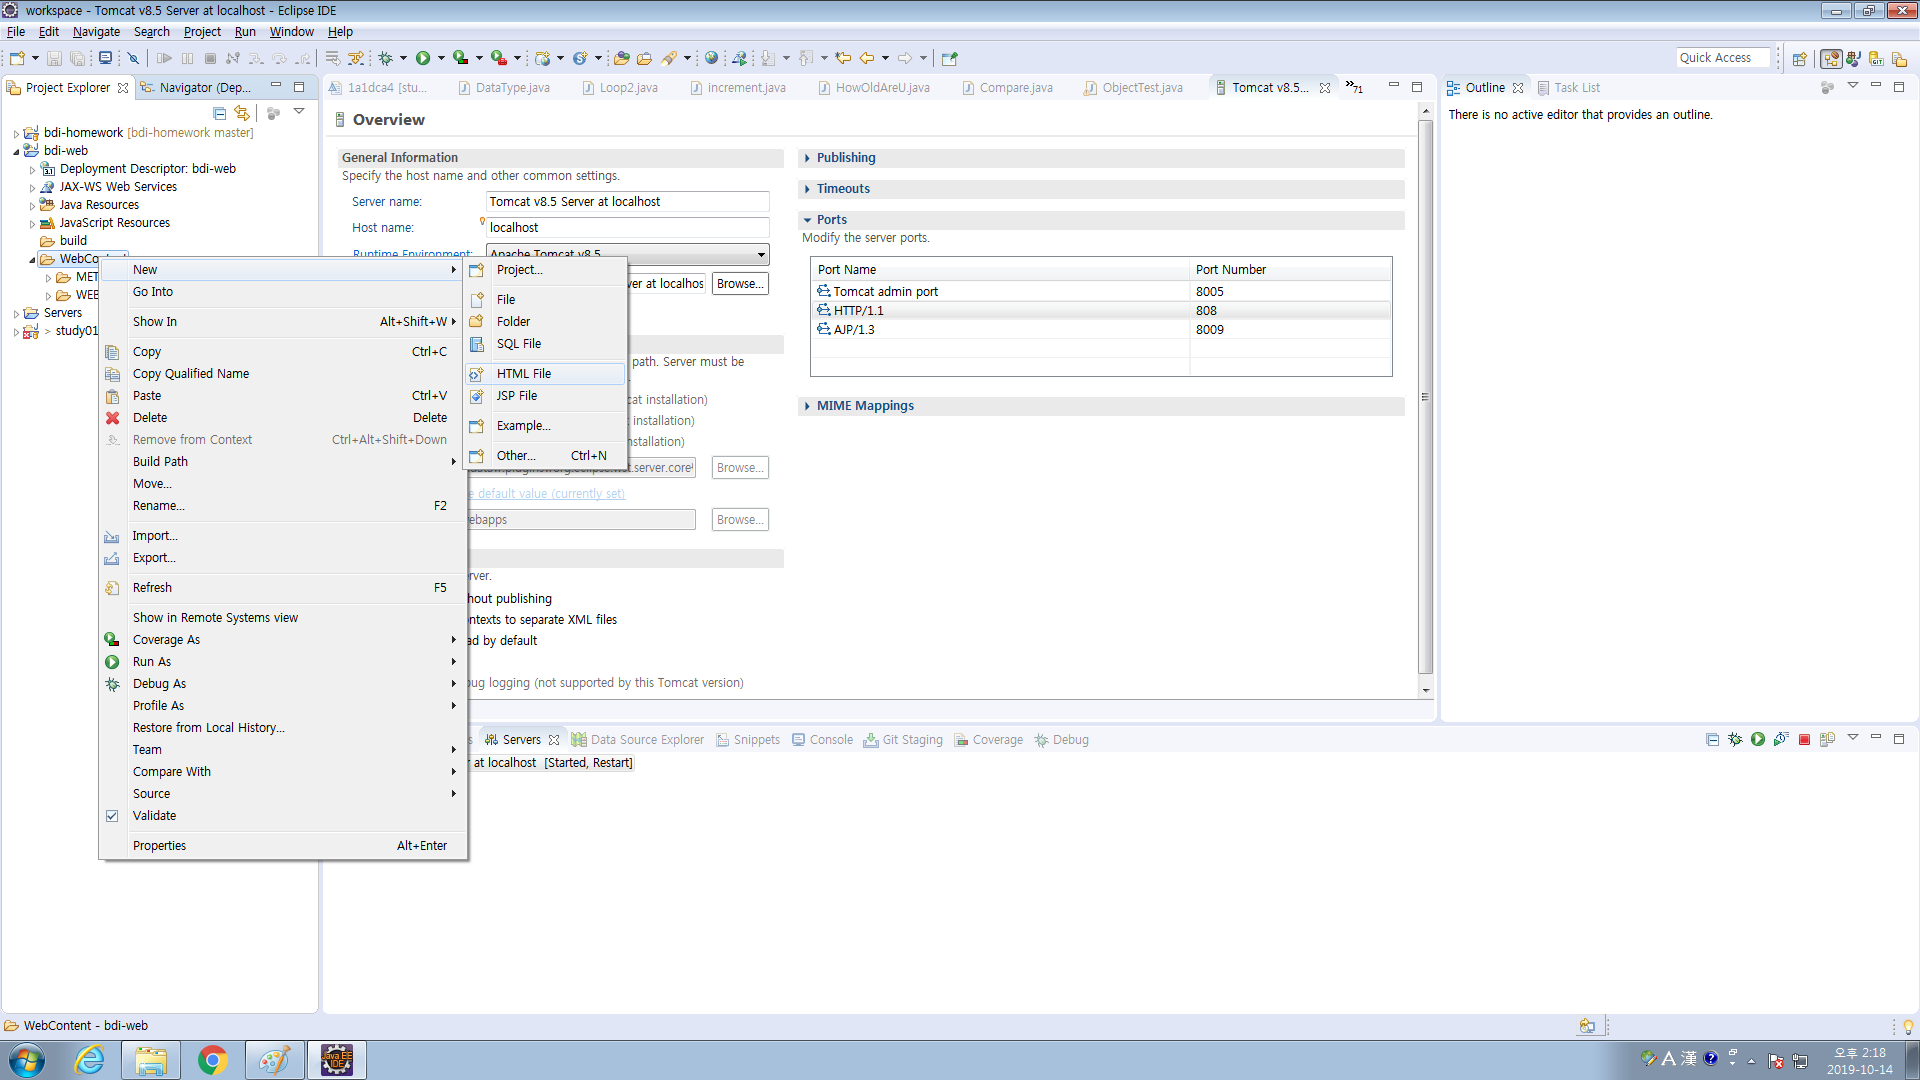 workspace - Tomcat v8.5 Server at localhost - Eclipse IDE
File Edit Navigate Search Project Run Window Help
Quick Access
Project Explorer
Navigator (Dep...
bdi-homework [bdi-homework master]
bdi-web
Deployment Descriptor: bdi-web
JAX-WS Web Services
Java Resources
JavaScript Resources
build
WebContent
MET
WEB
Servers
> study01
New
Go Into
Show In Alt+Shift+W
Copy Ctrl+C
Copy Qualified Name
Paste Ctrl+V
Delete Delete
Remove from Context Ctrl+Alt+Shift+Down
Build Path
Move...
Rename... F2
Import...
Export...
Refresh F5
Show in Remote Systems view
Coverage As
Run As
Debug As
Profile As
Restore from Local History...
Team
Compare With
Source
Validate
Properties Alt+Enter
Project...
File
Folder
SQL File
HTML File
JSP File
Example...
Other... Ctrl+N
1a1dca4 [stu... DataType.java Loop2.java increment.java HowOldAreU.java Compare.java ObjectTest.java Tomcat v8.5... »71
Overview
General Information
Specify the host name and other common settings.
Server name: Tomcat v8.5 Server at localhost
Host name: localhost
Runtime Environment: Apache Tomcat v8.5
ver at localhos Browse...
path. Server must be
cat installation)
t installation)
nstallation)
.server.core Browse...
e default value (currently set)
ebapps Browse...
rver.
hout publishing
ntexts to separate XML files
ad by default
ug logging (not supported by this Tomcat version)
Publishing
Timeouts
Ports
Modify the server ports.
Port Name Port Number
Tomcat admin port 8005
HTTP/1.1 808
AJP/1.3 8009
MIME Mappings
Outline Task List
There is no active editor that provides an outline.
s Servers Data Source Explorer Snippets Console Git Staging Coverage Debug
r at localhost [Started, Restart]
WebContent - bdi-web
Java EE
IDE
A 漢
오후 2:18
2019-10-14